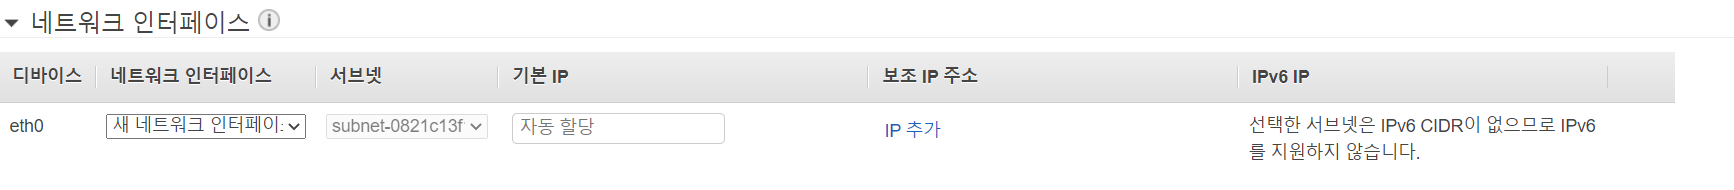 네트워크 인터페이스
디바이스 네트워크 인터페이스 서브넷 기본 IP 보조 IP 주소 IPv6 IP
eth0 새 네트워크 인터페이 subnet-0821c13f 자동 할당 IP 추가 선택한 서브넷은 IPv6 CIDR이 없으므로 IPv6
를 지원하지 않습니다.